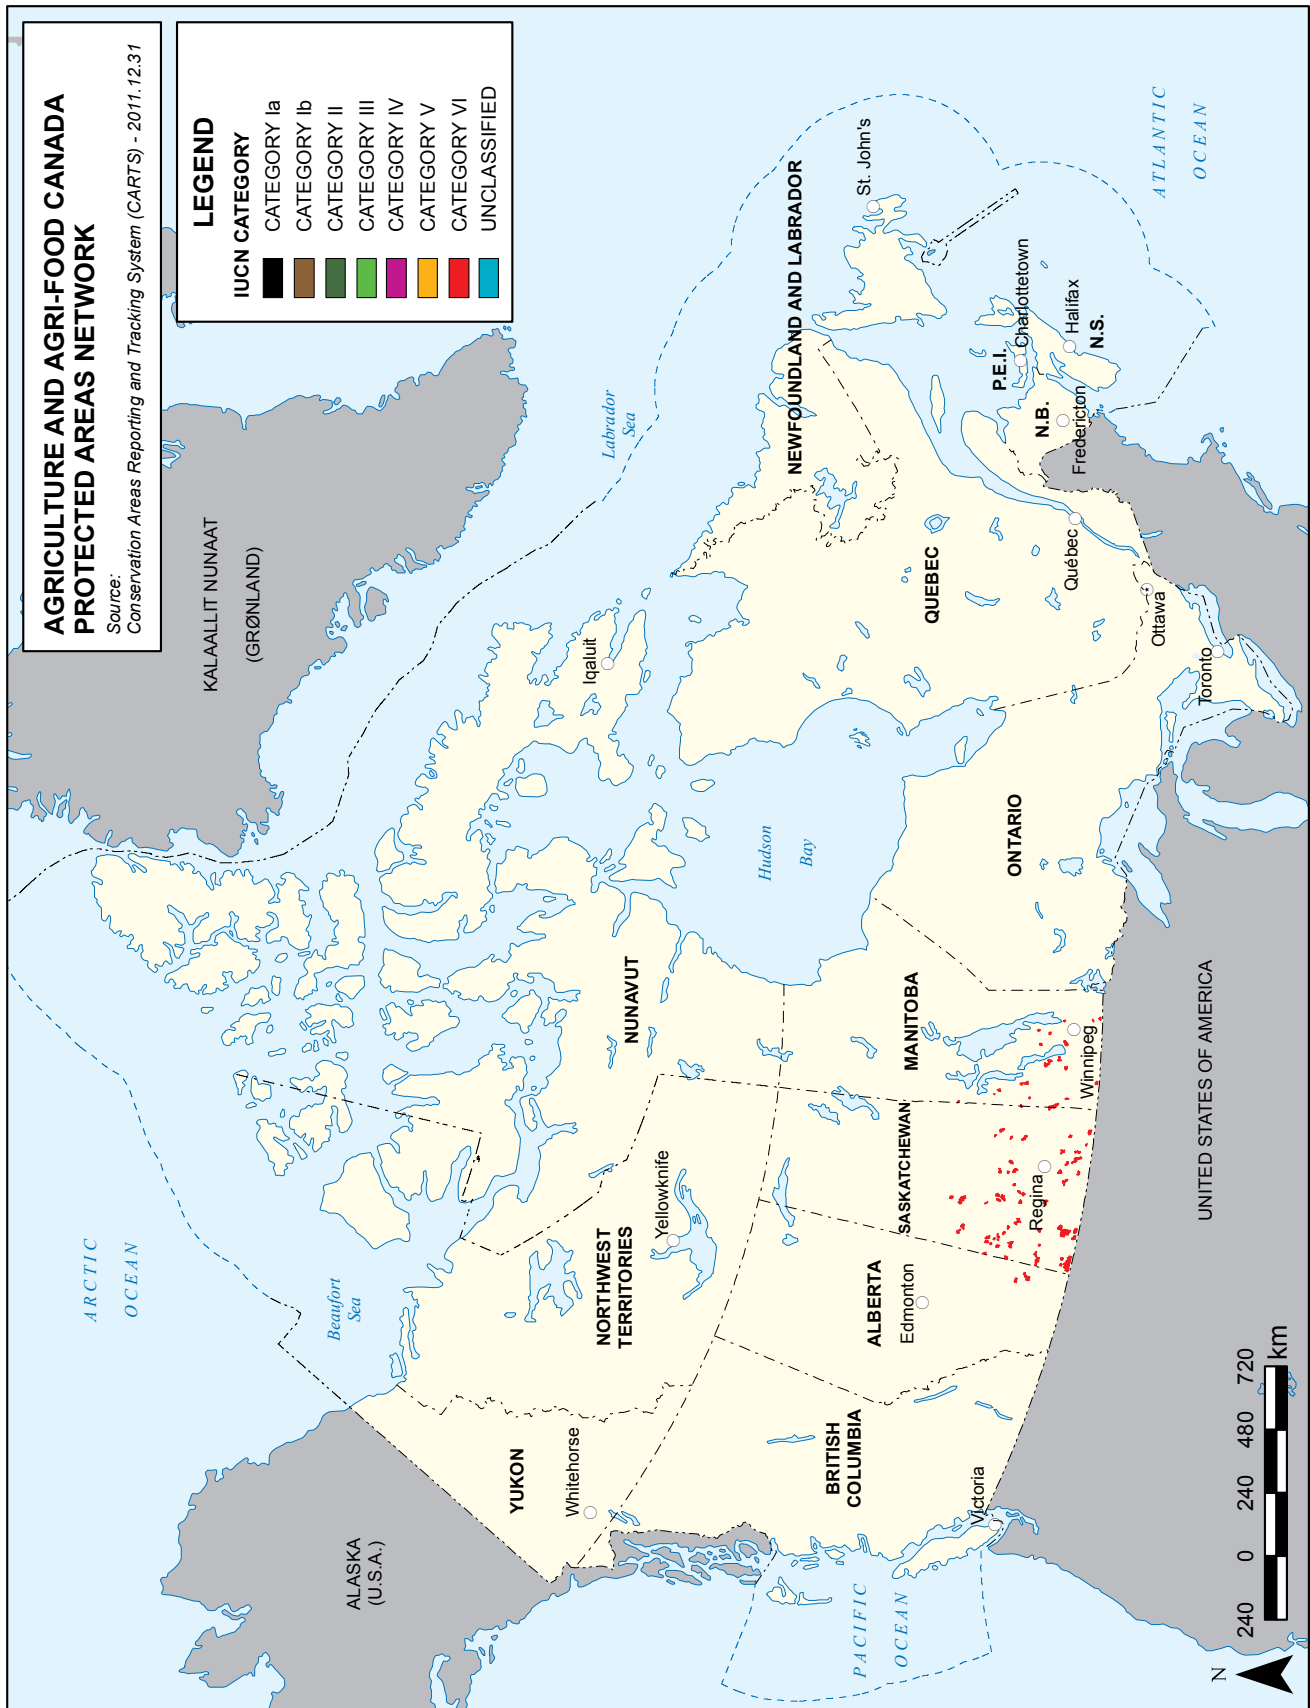 AGRICULTURE AND AGRI-FOOD CANADA
PROTECTED AREAS NETWORK
Source:
Conservation Areas Reporting and Tracking System (CARTS) - 2011.12.31
LEGEND
IUCN CATEGORY
CATEGORY Ia
CATEGORY Ib
CATEGORY II
CATEGORY III
CATEGORY IV
CATEGORY V
CATEGORY VI
UNCLASSIFIED
KALAALLIT NUNAAT
(GRØNLAND)
ARCTIC
OCEAN
Beaufort
Sea
ALASKA
(U.S.A.)
YUKON
Whitehorse
NORTHWEST
TERRITORIES
Yellowknife
NUNAVUT
Iqaluit
Labrador
Sea
Hudson
Bay
NEWFOUNDLAND AND LABRADOR
St. John's
PACIFIC
OCEAN
BRITISH
COLUMBIA
Victoria
ALBERTA
Edmonton
SASKATCHEWAN
Regina
MANITOBA
Winnipeg
ONTARIO
Toronto
Ottawa
QUEBEC
Québec
N.B.
Fredericton
P.E.I.
Charlottetown
Halifax
N.S.
ATLANTIC
OCEAN
UNITED STATES OF AMERICA
N
240 0 240 480 720
km